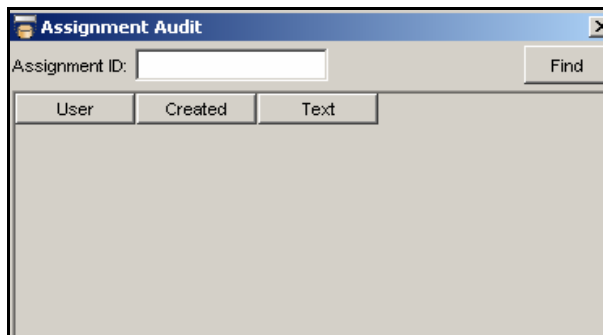 Assignment Audit
Assignment ID: Find
User Created Text